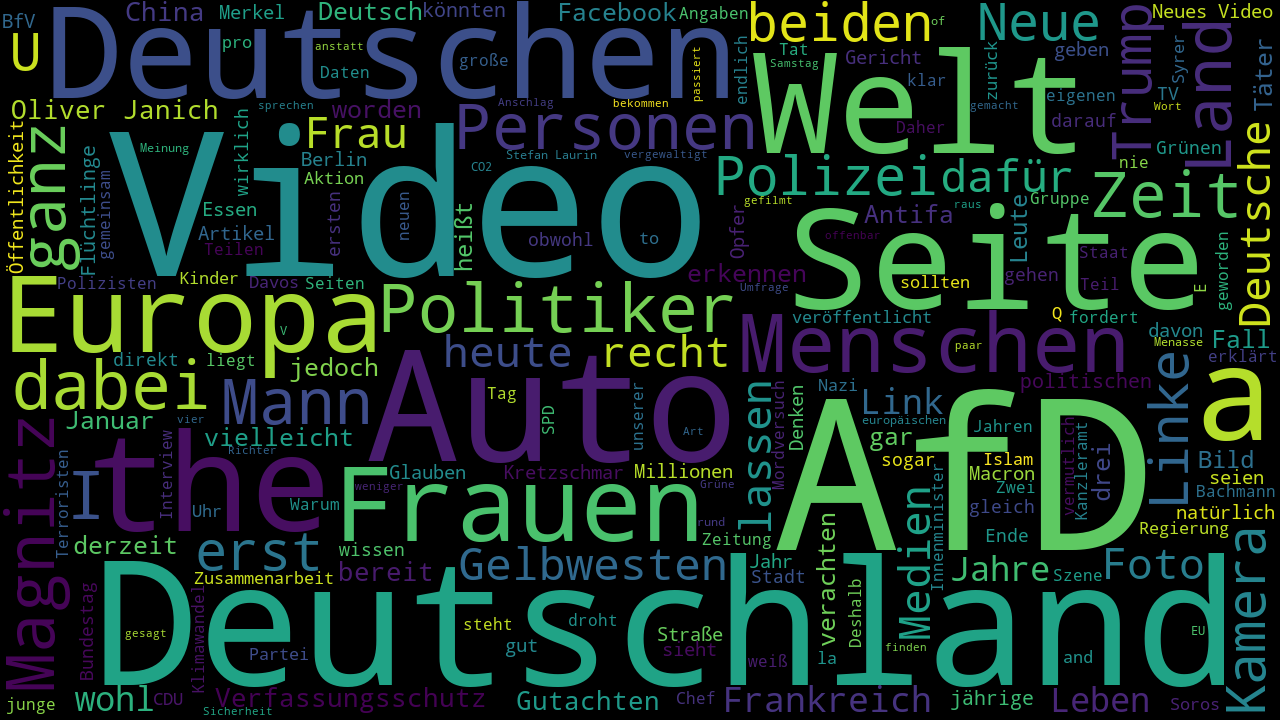 BfV China Merkel Deutsch könnten Facebook Angaben beiden Neue Neues Video
U Deutschen pro anstatt Daten große passiert endlich Tat Samstag Gericht of zurück geben Trump Syrer Land Täter
Welt klar eigenen TV Wort
Oliver Janich sprechen worden Anschlag bekommen gemacht Daher darauf
Öffentlichkeit ganz Flüchtlinge gemeinsam Meinung wirklich Frau Personen Grünen
Video Berlin CO2 Stefan Laurin vergewaltigt nie Deutsche
Aktion Polizei dafür Zeit
Essen ersten neuen gefilmt raus Gruppe
Artikel heißt obwohl to Opfer Antifa Leute
Teilen offenbar Seite Staat geworden
Polizisten Kinder Davos Seiten erkennen Umfrage sollten gehen Teil E
Europa V Politiker veröffentlicht Q fordert
direkt liegt jedoch heute recht Menschen paar davon Menasse Fall erklärt
dabei Mann Auto Tag SPD unserer Art lassen Denken Nazi Link politischen Linke a
Januar vier Mordversuch europäischen
Magnitz vielleicht Richter AfD gar Jahren
the Interview Glauben Kretzschmar Millionen sogar Islam Bild
Terroristen I Uhr Warum Frauen weniger Grüne Macron Zwei vermutlich Kanzleramt drei Bachmann seien
rund gleich natürlich
derzeit erst wissen Zeitung verachten Medien Innenminister Ende Regierung
Zusammenarbeit bereit Gelbwesten Jahr Stadt Deshalb Jahre Szene Foto Kamera
Bundestag Klimawandel Deutschland
gesagt steht droht Straße EU
Partei gut sieht weiß la finden and
junge wohl CDU Sicherheit Verfassungsschutz Gutachten Chef Frankreich jährige Leben Soros